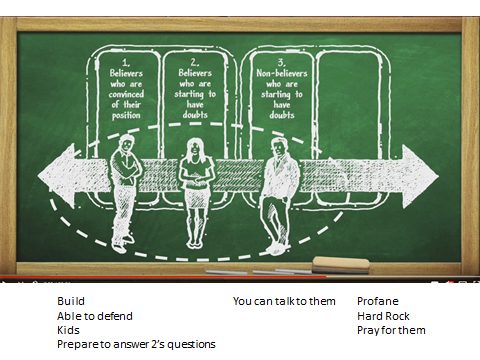 1.
Believers
who are
convinced
of their
position
2.
Believers
who are
starting to
have
doubts
3.
Non-believers
who are
starting to
have
doubts
Build
Able to defend
Kids
Prepare to answer 2's questions
You can talk to them
Profane
Hard Rock
Pray for them